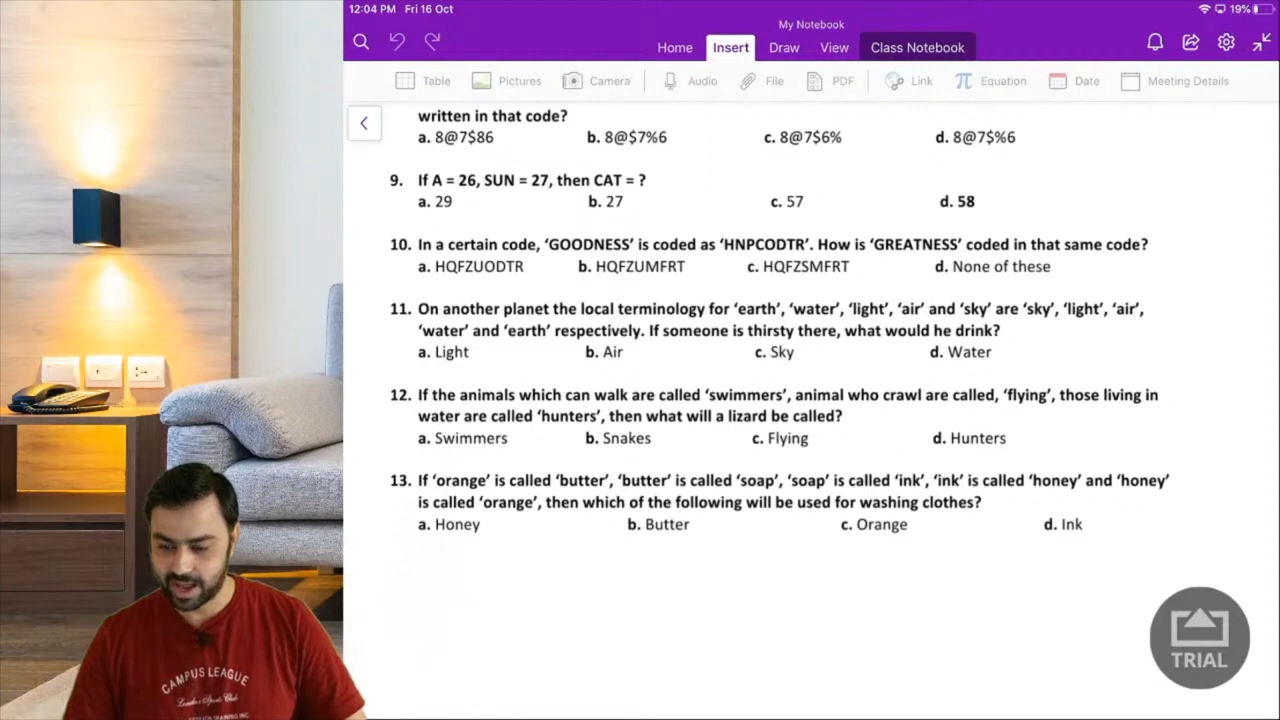 12:04 PM Fri 16 Oct
19%
My Notebook
Home Insert Draw View Class Notebook
Table Pictures Camera Audio File PDF Link Equation Date Meeting Details
written in that code?
a. 8@7$86 b. 8@$7%6 c. 8@7$6% d. 8@7$%6
9. If A = 26, SUN = 27, then CAT = ?
a. 29 b. 27 c. 57 d. 58
10. In a certain code, ‘GOODNESS’ is coded as ‘HNPCODTR’. How is ‘GREATNESS’ coded in that same code?
a. HQFZUODTR b. HQFZUMFRT c. HQFZSMFRT d. None of these
11. On another planet the local terminology for ‘earth’, ‘water’, ‘light’, ‘air’ and ‘sky’ are ‘sky’, ‘light’, ‘air’,
‘water’ and ‘earth’ respectively. If someone is thirsty there, what would he drink?
a. Light b. Air c. Sky d. Water
12. If the animals which can walk are called ‘swimmers’, animal who crawl are called, ‘flying’, those living in
water are called ‘hunters’, then what will a lizard be called?
a. Swimmers b. Snakes c. Flying d. Hunters
13. If ‘orange’ is called ‘butter’, ‘butter’ is called ‘soap’, ‘soap’ is called ‘ink’, ‘ink’ is called ‘honey’ and ‘honey’
is called ‘orange’, then which of the following will be used for washing clothes?
a. Honey b. Butter c. Orange d. Ink
TRIAL
CAMPUS LEAGUE